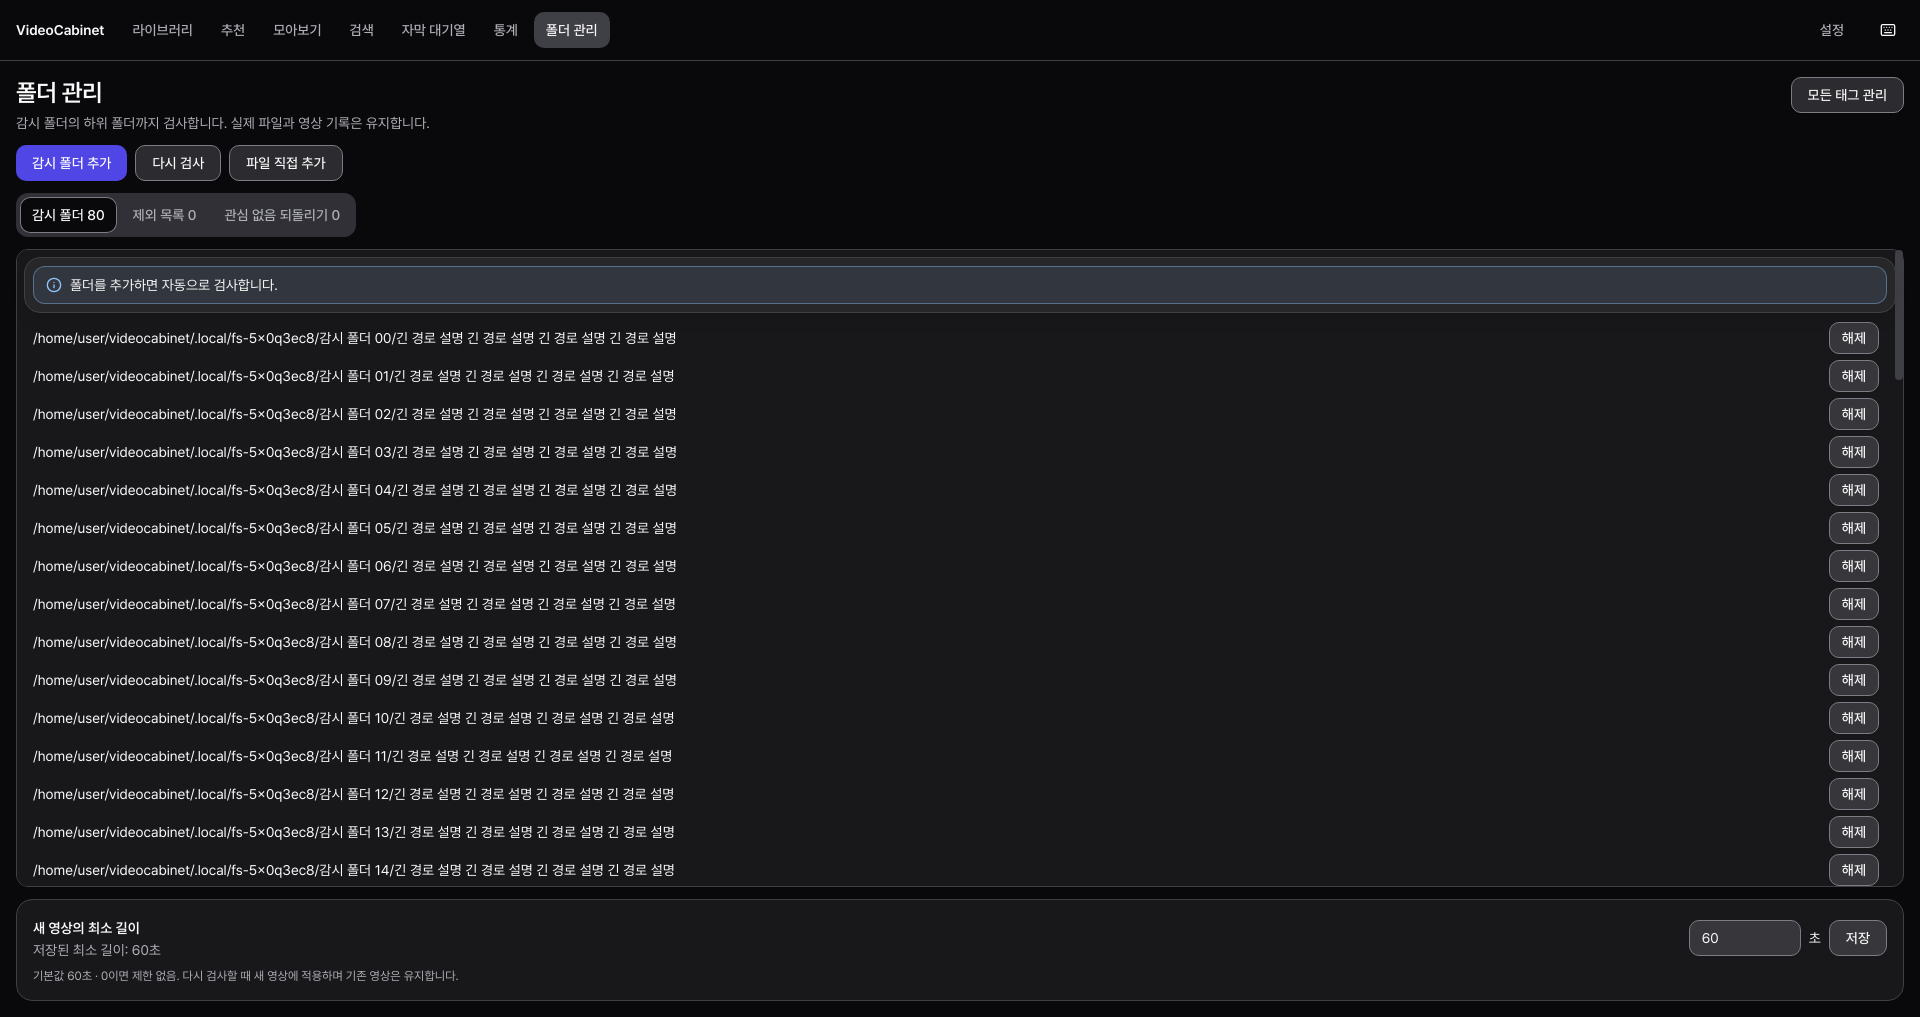 VideoCabinet 라이브러리 추천 모아보기 검색 자막 대기열 통계 폴더 관리 설정
폴더 관리
모든 태그 관리
감시 폴더의 하위 폴더까지 검사합니다. 실제 파일과 영상 기록은 유지합니다.
감시 폴더 추가 다시 검사 파일 직접 추가
감시 폴더 80 제외 목록 0 관심 없음 되돌리기 0
폴더를 추가하면 자동으로 검사합니다.
/home/user/videocabinet/.local/fs-5x0q3ec8/감시 폴더 00/긴 경로 설명 긴 경로 설명 긴 경로 설명 긴 경로 설명 해제
/home/user/videocabinet/.local/fs-5x0q3ec8/감시 폴더 01/긴 경로 설명 긴 경로 설명 긴 경로 설명 긴 경로 설명 해제
/home/user/videocabinet/.local/fs-5x0q3ec8/감시 폴더 02/긴 경로 설명 긴 경로 설명 긴 경로 설명 긴 경로 설명 해제
/home/user/videocabinet/.local/fs-5x0q3ec8/감시 폴더 03/긴 경로 설명 긴 경로 설명 긴 경로 설명 긴 경로 설명 해제
/home/user/videocabinet/.local/fs-5x0q3ec8/감시 폴더 04/긴 경로 설명 긴 경로 설명 긴 경로 설명 긴 경로 설명 해제
/home/user/videocabinet/.local/fs-5x0q3ec8/감시 폴더 05/긴 경로 설명 긴 경로 설명 긴 경로 설명 긴 경로 설명 해제
/home/user/videocabinet/.local/fs-5x0q3ec8/감시 폴더 06/긴 경로 설명 긴 경로 설명 긴 경로 설명 긴 경로 설명 해제
/home/user/videocabinet/.local/fs-5x0q3ec8/감시 폴더 07/긴 경로 설명 긴 경로 설명 긴 경로 설명 긴 경로 설명 해제
/home/user/videocabinet/.local/fs-5x0q3ec8/감시 폴더 08/긴 경로 설명 긴 경로 설명 긴 경로 설명 긴 경로 설명 해제
/home/user/videocabinet/.local/fs-5x0q3ec8/감시 폴더 09/긴 경로 설명 긴 경로 설명 긴 경로 설명 긴 경로 설명 해제
/home/user/videocabinet/.local/fs-5x0q3ec8/감시 폴더 10/긴 경로 설명 긴 경로 설명 긴 경로 설명 긴 경로 설명 해제
/home/user/videocabinet/.local/fs-5x0q3ec8/감시 폴더 11/긴 경로 설명 긴 경로 설명 긴 경로 설명 긴 경로 설명 해제
/home/user/videocabinet/.local/fs-5x0q3ec8/감시 폴더 12/긴 경로 설명 긴 경로 설명 긴 경로 설명 긴 경로 설명 해제
/home/user/videocabinet/.local/fs-5x0q3ec8/감시 폴더 13/긴 경로 설명 긴 경로 설명 긴 경로 설명 긴 경로 설명 해제
/home/user/videocabinet/.local/fs-5x0q3ec8/감시 폴더 14/긴 경로 설명 긴 경로 설명 긴 경로 설명 긴 경로 설명 해제
새 영상의 최소 길이
저장된 최소 길이: 60초
60 초 저장
기본값 60초 · 0이면 제한 없음. 다시 검사할 때 새 영상에 적용하며 기존 영상은 유지합니다.